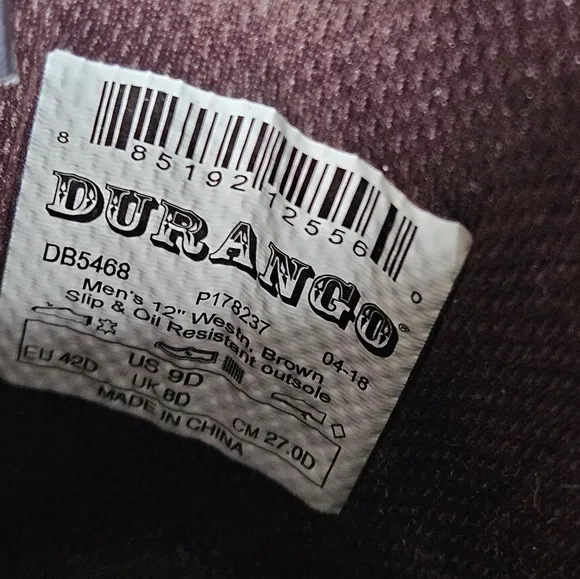 8 85192 12556 0
DURANGO®
DB5468 P178237 04-18
Men's 12" Westn, Brown
Slip & Oil Resistant outsole
EU 42D US 9D UK 8D CM 27.0D
MADE IN CHINA